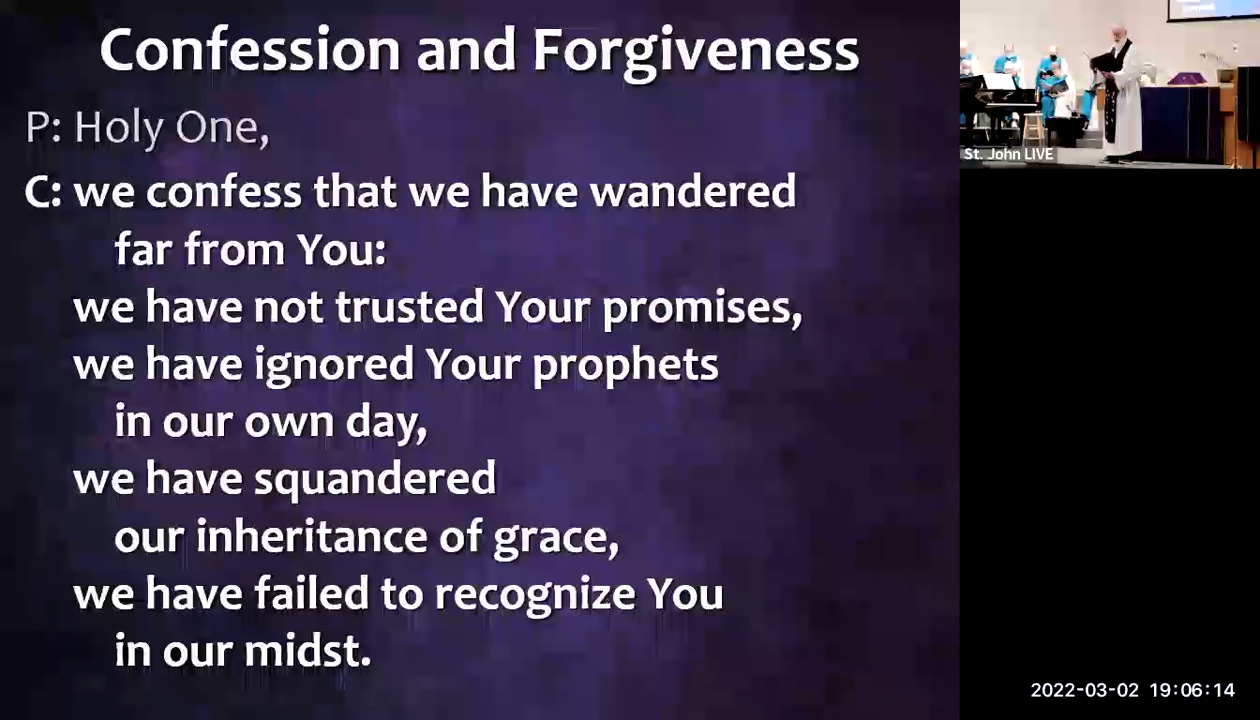 Confession and Forgiveness
P: Holy One,
C: we confess that we have wandered
far from You:
we have not trusted Your promises,
we have ignored Your prophets
in our own day,
we have squandered
our inheritance of grace,
we have failed to recognize You
in our midst.
St. John LIVE
2022-03-02 19:06:14